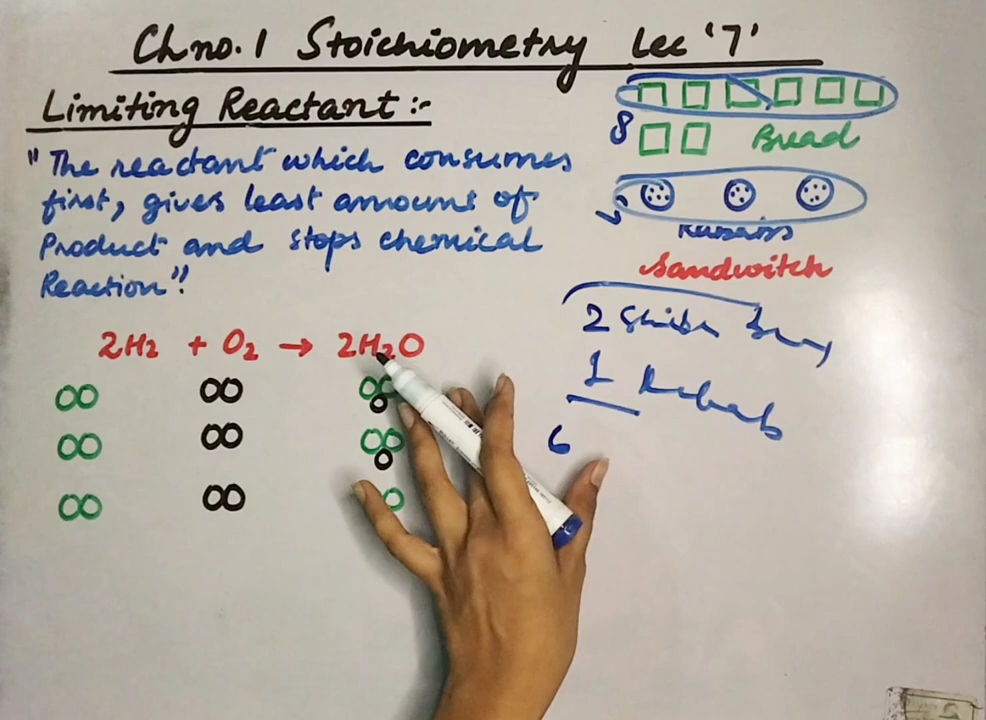 Ch no. 1 Stoichiometry Lec '7'
Limiting Reactant :-
"The reactant which consumes
first, gives least amount of
Product and stops chemical
Reaction"!
2H2 + O2 → 2H2O
8
Bread
Sandwitch
2
1 Kebab
6